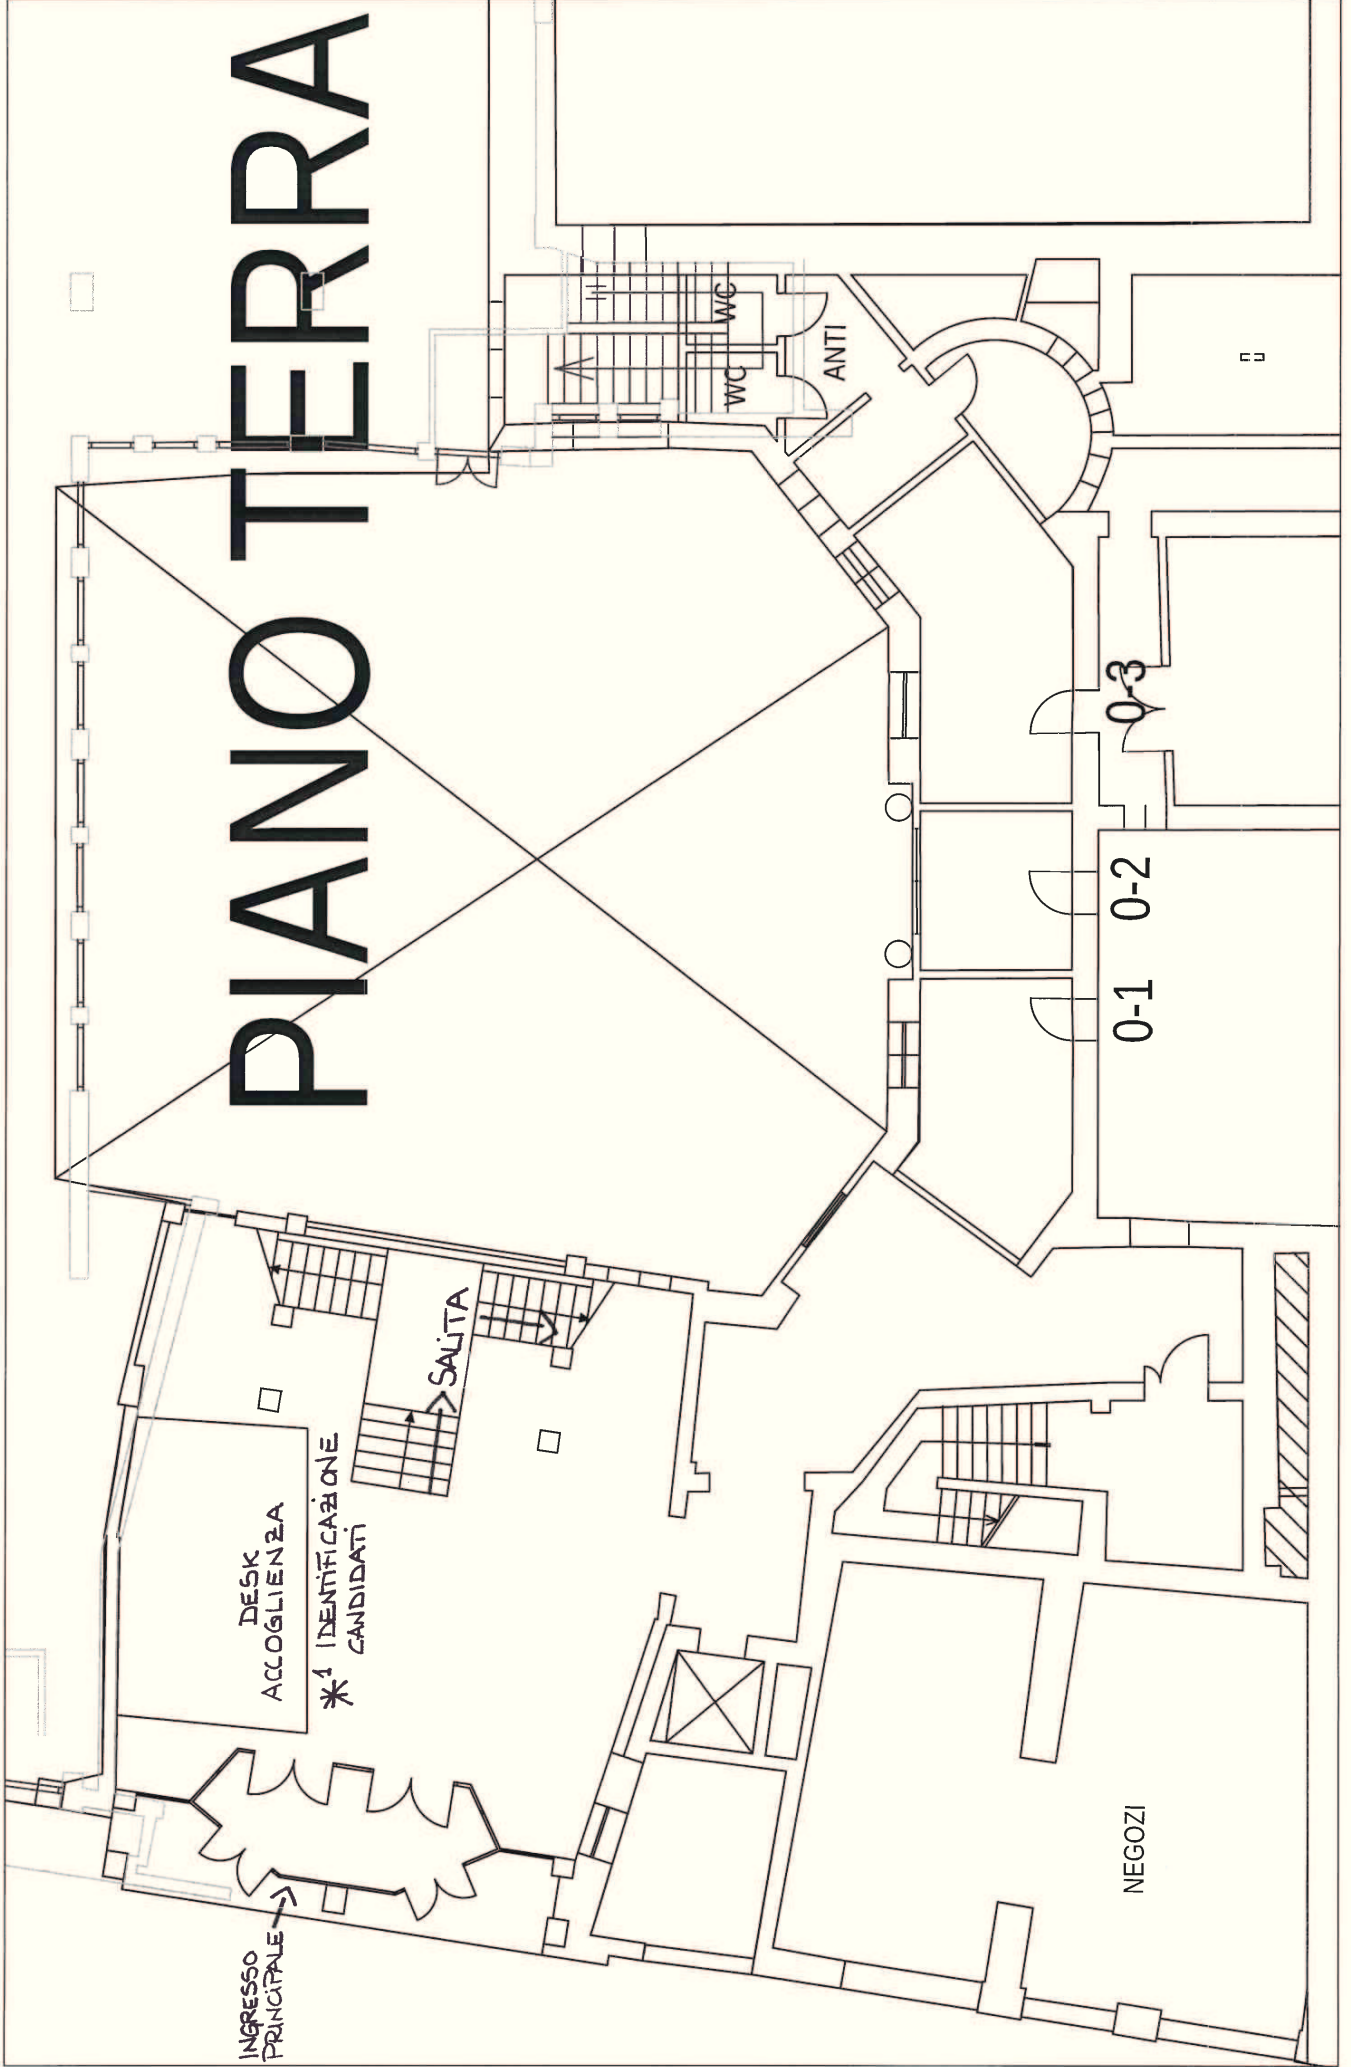 PIANO TERRA
INGRESSO
PRINCIPALE
DESK
ACCOGLIENZA
*1 IDENTIFICAZIONE
CANDIDATI
SALITA
WC
WC
ANTI
0-1
0-2
0-3
NEGOZI